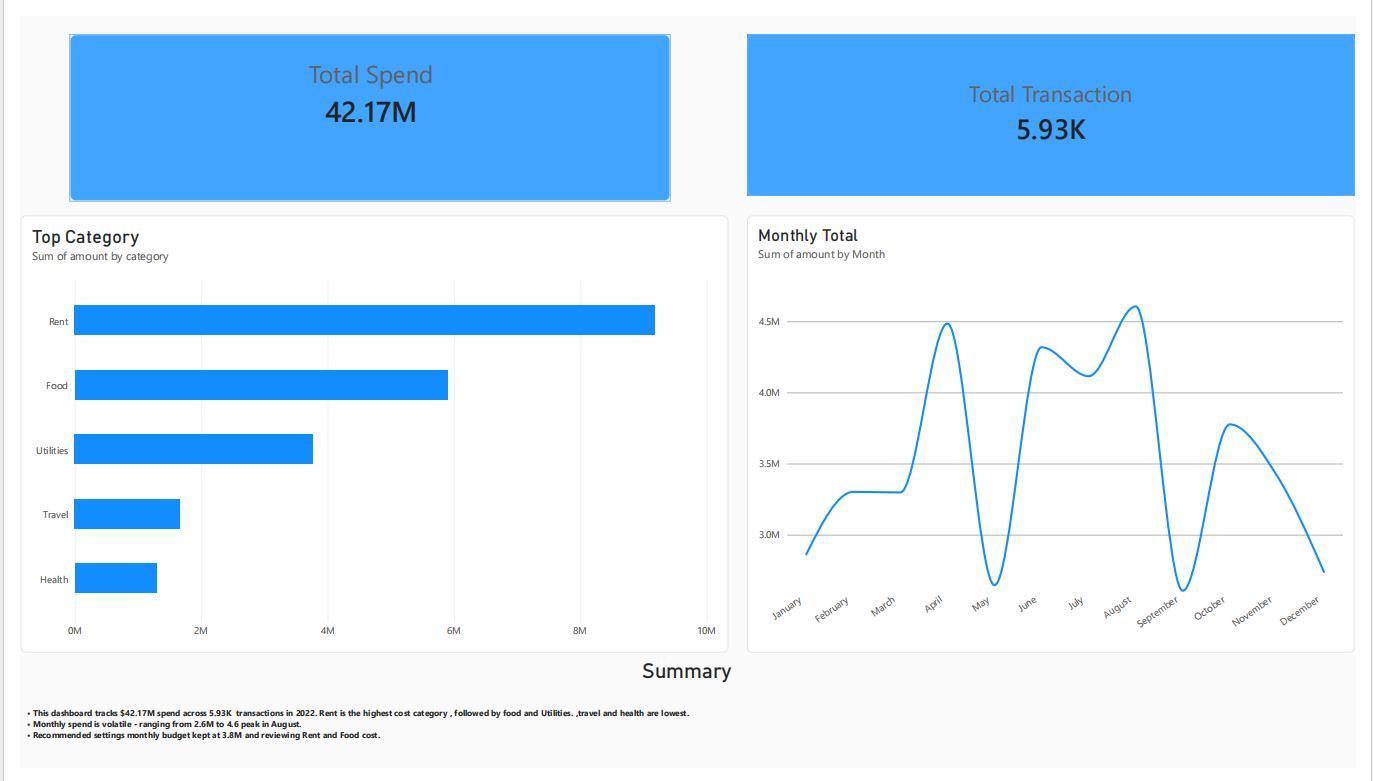 Total Spend
42.17M
Total Transaction
5.93K
Top Category
Sum of amount by category
Rent
Food
Utilities
Travel
Health
0M 2M 4M 6M 8M 10M
Monthly Total
Sum of amount by Month
4.5M
4.0M
3.5M
3.0M
January February March April May June July August September October November December
Summary
• This dashboard tracks $42.17M spend across 5.93K transactions in 2022. Rent is the highest cost category , followed by food and Utilities. ,travel and health are lowest.
• Monthly spend is volatile - ranging from 2.6M to 4.6 peak in August.
• Recommended settings monthly budget kept at 3.8M and reviewing Rent and Food cost.